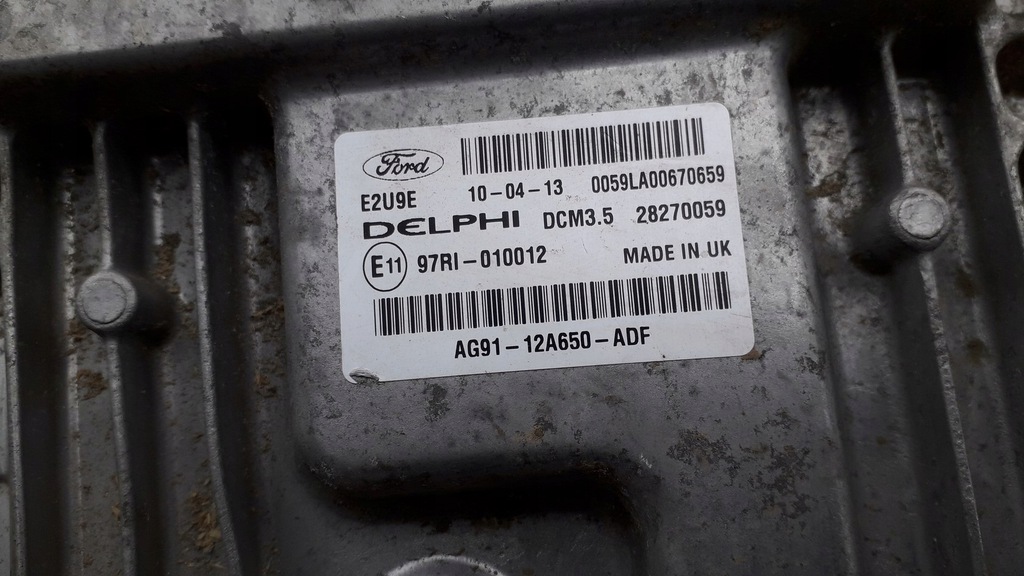 Ford
E2U9E 10-04-13 0059LA00670659
DELPHI DCM3.5 28270059
E11 97RI-010012 MADE IN UK
AG91-12A650-ADF